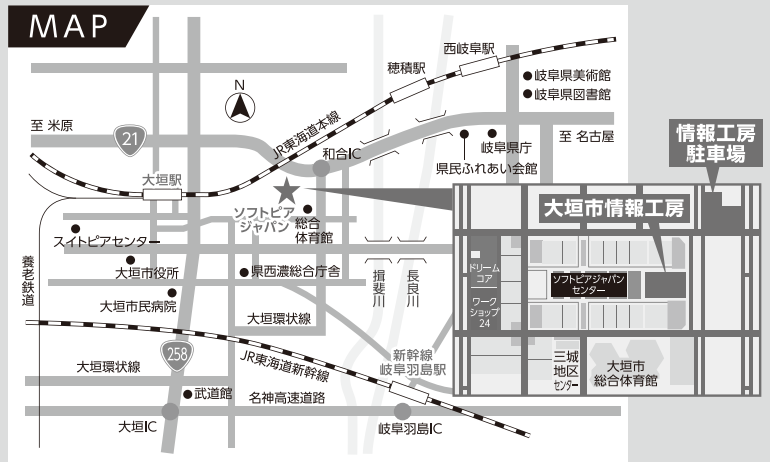 MAP
西岐阜駅
穂積駅
岐阜県美術館
岐阜県図書館
N
至 米原
21
JR東海道本線
和合IC
岐阜県庁
至 名古屋
県民ふれあい会館
情報工房
駐車場
大垣駅
ソフトピア
ジャパン
総合
体育館
大垣市情報工房
スイトピアセンター
大垣市役所
県西濃総合庁舎
大垣市民病院
養老鉄道
揖斐川
長良川
ドリーム
コア
ワーク
ショップ
24
ソフトピアジャパン
センター
大垣環状線
258
JR東海道新幹線
新幹線
岐阜羽島駅
三城
地区
センター
大垣市
総合体育館
大垣環状線
武道館
名神高速道路
大垣IC
岐阜羽島IC